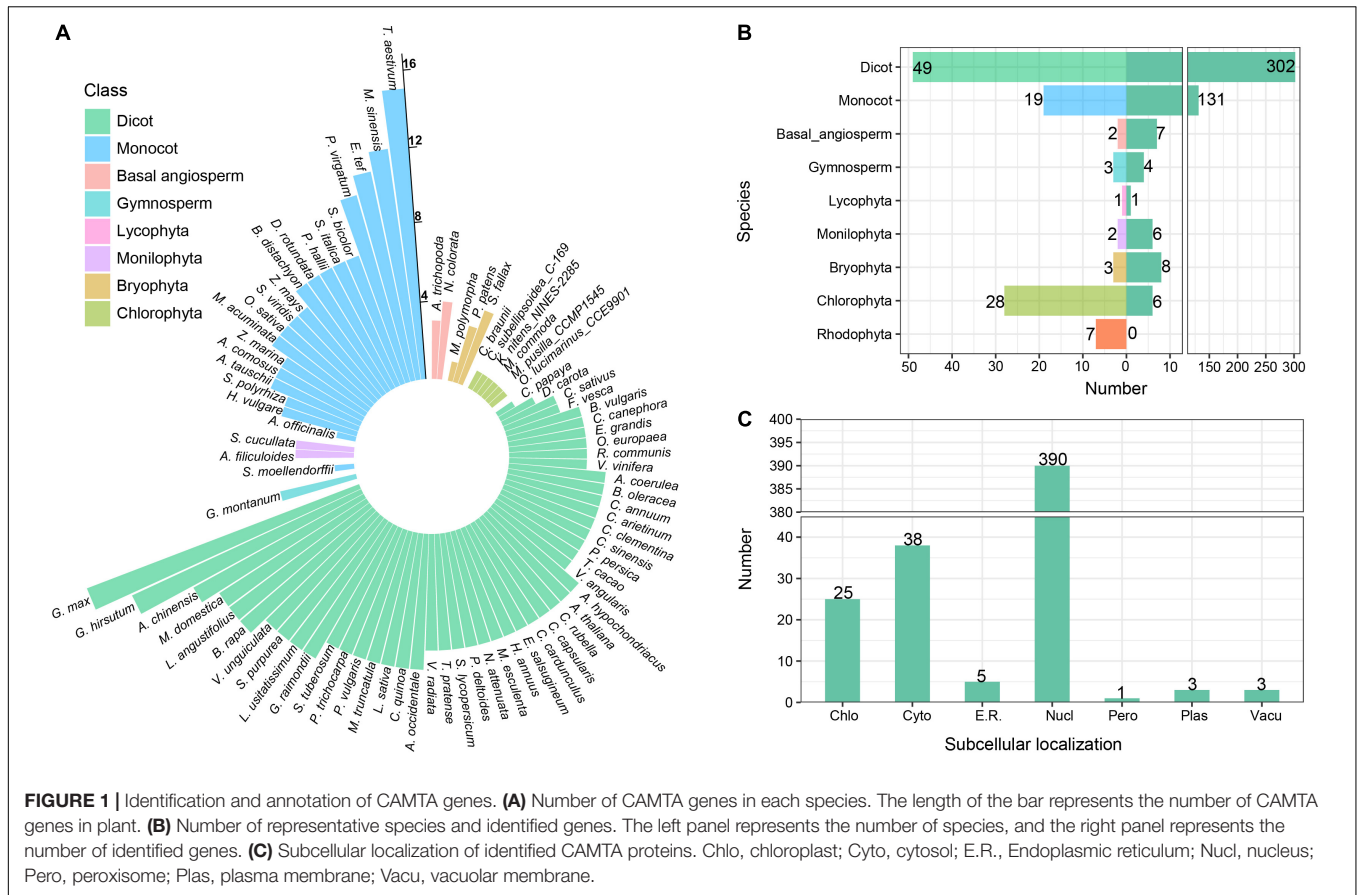 A
Class
Dicot
Monocot
Basal angiosperm
Gymnosperm
Lycophyta
Monilophyta
Bryophyta
Chlorophyta
16
12
8
4
T. aestivum
M. sinensis
E. tef
P. virgatum
S. bicolor
S. italica
P. hallii
D. rotundata
B. distachyon
Z. mays
S. viridis
O. sativa
M. acuminata
Z. marina
A. comosus
A. tauschii
S. polyrhiza
H. vulgare
A. officinalis
S. cucullata
A. filiculoides
S. moellendorffii
G. montanum
G. max
G. hirsutum
A. chinensis
M. domestica
L. angustifolius
B. rapa
V. unguiculata
S. purpurea
L. usitatissimum
G. raimondii
S. tuberosum
P. trichocarpa
P. vulgaris
M. truncatula
L. sativa
C. quinoa
A. occidentale
V. radiata
T. pratense
S. lycopersicum
P. deltoides
N. attenuata
M. esculenta
H. annuus
E. salsugineum
C. cardunculus
C. capsularis
C. rubella
A. thaliana
A. hypochondriacus
V. angularis
T. cacao
P. persica
C. sinensis
C. clementina
C. arietinum
C. annuum
B. oleracea
A. coerulea
V. vinifera
R. communis
O. europaea
E. grandis
C. canephora
B. vulgaris
F. vesca
C. sativus
D. carota
C. papaya
O. lucimarinus_CCE9901
M. pusilla_CCMP1545
M. commoda
K. nitens_NINES-2285
C. subellipsoidea_C-169
C. braunii
S. fallax
P. patens
M. polymorpha
N. colorata
A. trichopoda
B
Species
Dicot 49 302
Monocot 19 131
Basal_angiosperm 2 7
Gymnosperm 3 4
Lycophyta 1 1
Monilophyta 2 6
Bryophyta 3 8
Chlorophyta 28 6
Rhodophyta 7 0
50 40 30 20 10 0 10 150 200 250 300
Number
C
Number
400
395
390
385
380
40
30
20
10
0
25 38 5 390 1 3 3
Chlo Cyto E.R. Nucl Pero Plas Vacu
Subcellular localization
FIGURE 1 | Identification and annotation of CAMTA genes. (A) Number of CAMTA genes in each species. The length of the bar represents the number of CAMTA
genes in plant. (B) Number of representative species and identified genes. The left panel represents the number of species, and the right panel represents the
number of identified genes. (C) Subcellular localization of identified CAMTA proteins. Chlo, chloroplast; Cyto, cytosol; E.R., Endoplasmic reticulum; Nucl, nucleus;
Pero, peroxisome; Plas, plasma membrane; Vacu, vacuolar membrane.